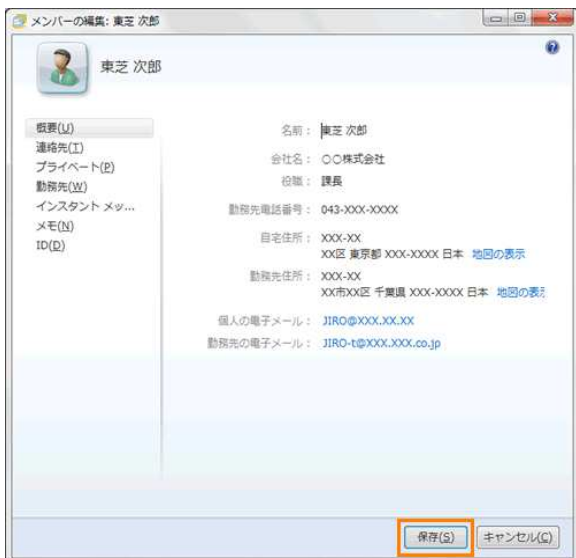 メンバーの編集: 東芝 次郎
東芝 次郎
概要(U)
連絡先(I)
プライベート(P)
勤務先(W)
インスタント メッ...
メモ(N)
ID(D)
名前： 東芝 次郎
会社名： 〇〇株式会社
役職： 課長
勤務先電話番号： 043-XXX-XXXX
自宅住所： XXX-XX
XX区 東京都 XXX-XXXX 日本 地図の表示
勤務先住所： XXX-XX
XX市XX区 千葉県 XXX-XXXX 日本 地図の表示
個人の電子メール： JIRO@XXX.XX.XX
勤務先の電子メール： JIRO-t@XXX.XXX.co.jp
保存(S) キャンセル(C)